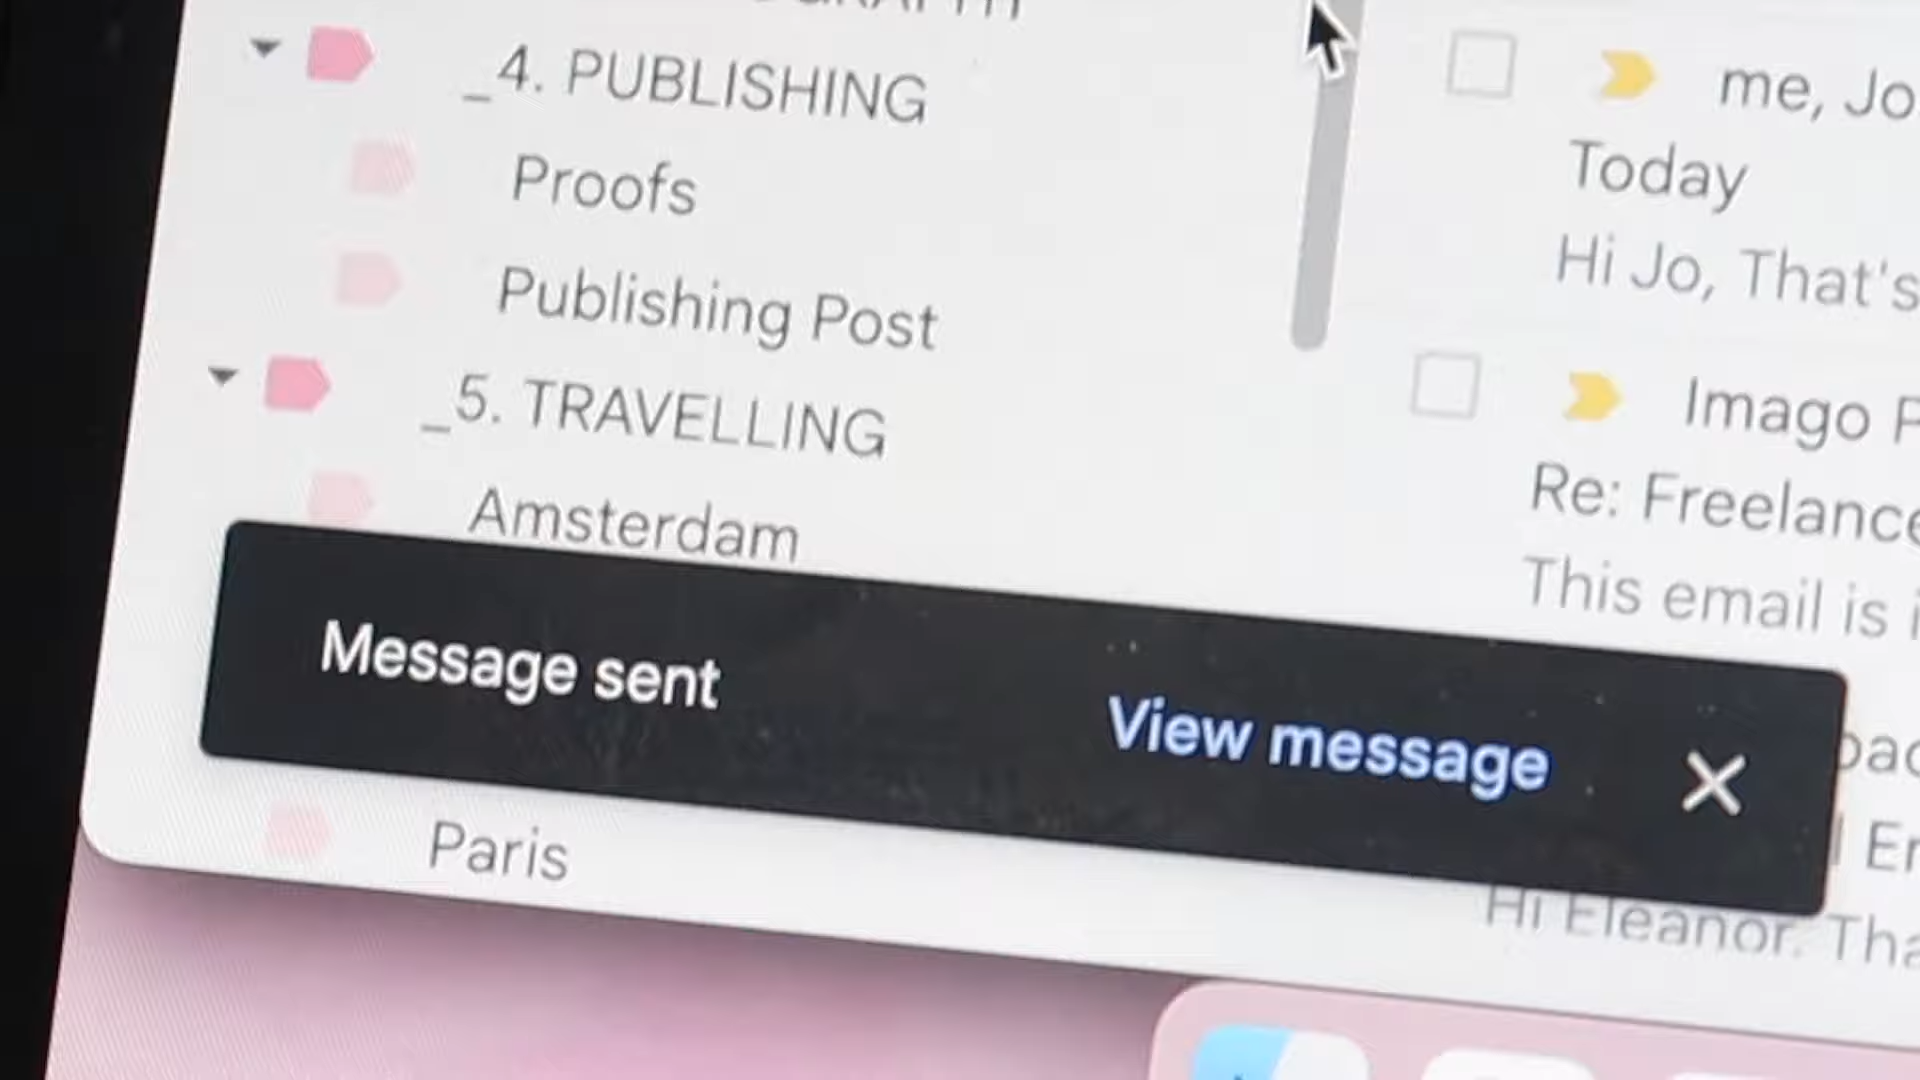 _4. PUBLISHING
Proofs
Publishing Post
_5. TRAVELLING
Amsterdam
Message sent
View message
Paris
me, Jo
Today
Hi Jo, That's
Imago P
Re: Freelance
This email is i
Hi Eleanor. Tha